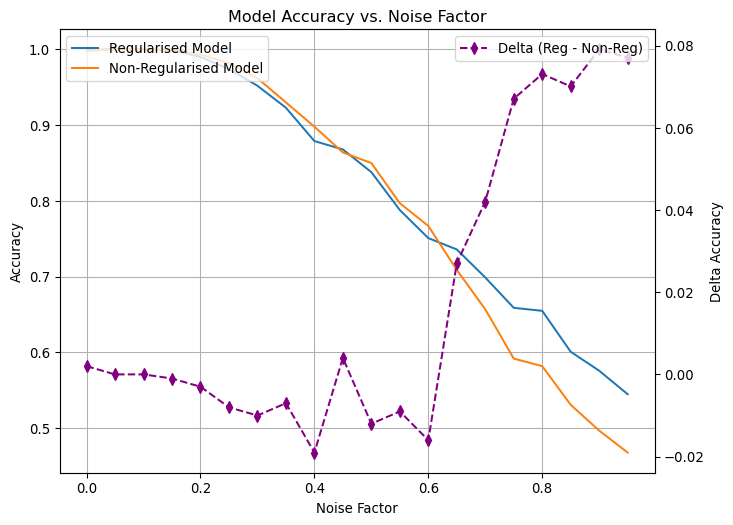 Model Accuracy vs. Noise Factor
Regularised Model
Non-Regularised Model
Delta (Reg - Non-Reg)
1.0
0.9
0.8
0.7
0.6
0.5
Accuracy
0.08
0.06
0.04
0.02
0.00
−0.02
Delta Accuracy
0.0
0.2
0.4
0.6
0.8
Noise Factor